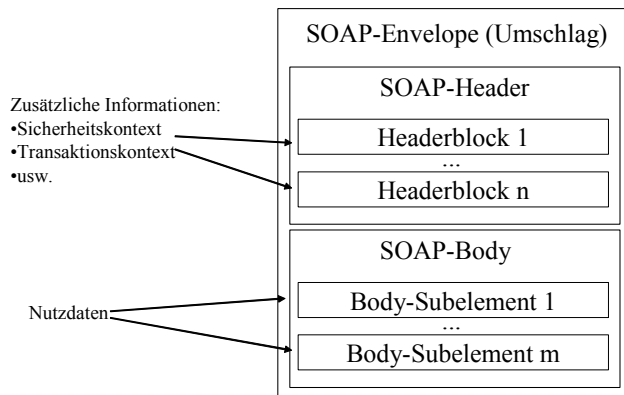 SOAP-Envelope (Umschlag)
SOAP-Header
Zusätzliche Informationen:
•Sicherheitskontext
•Transaktionskontext
•usw.
Headerblock 1
...
Headerblock n
SOAP-Body
Nutzdaten
Body-Subelement 1
...
Body-Subelement m